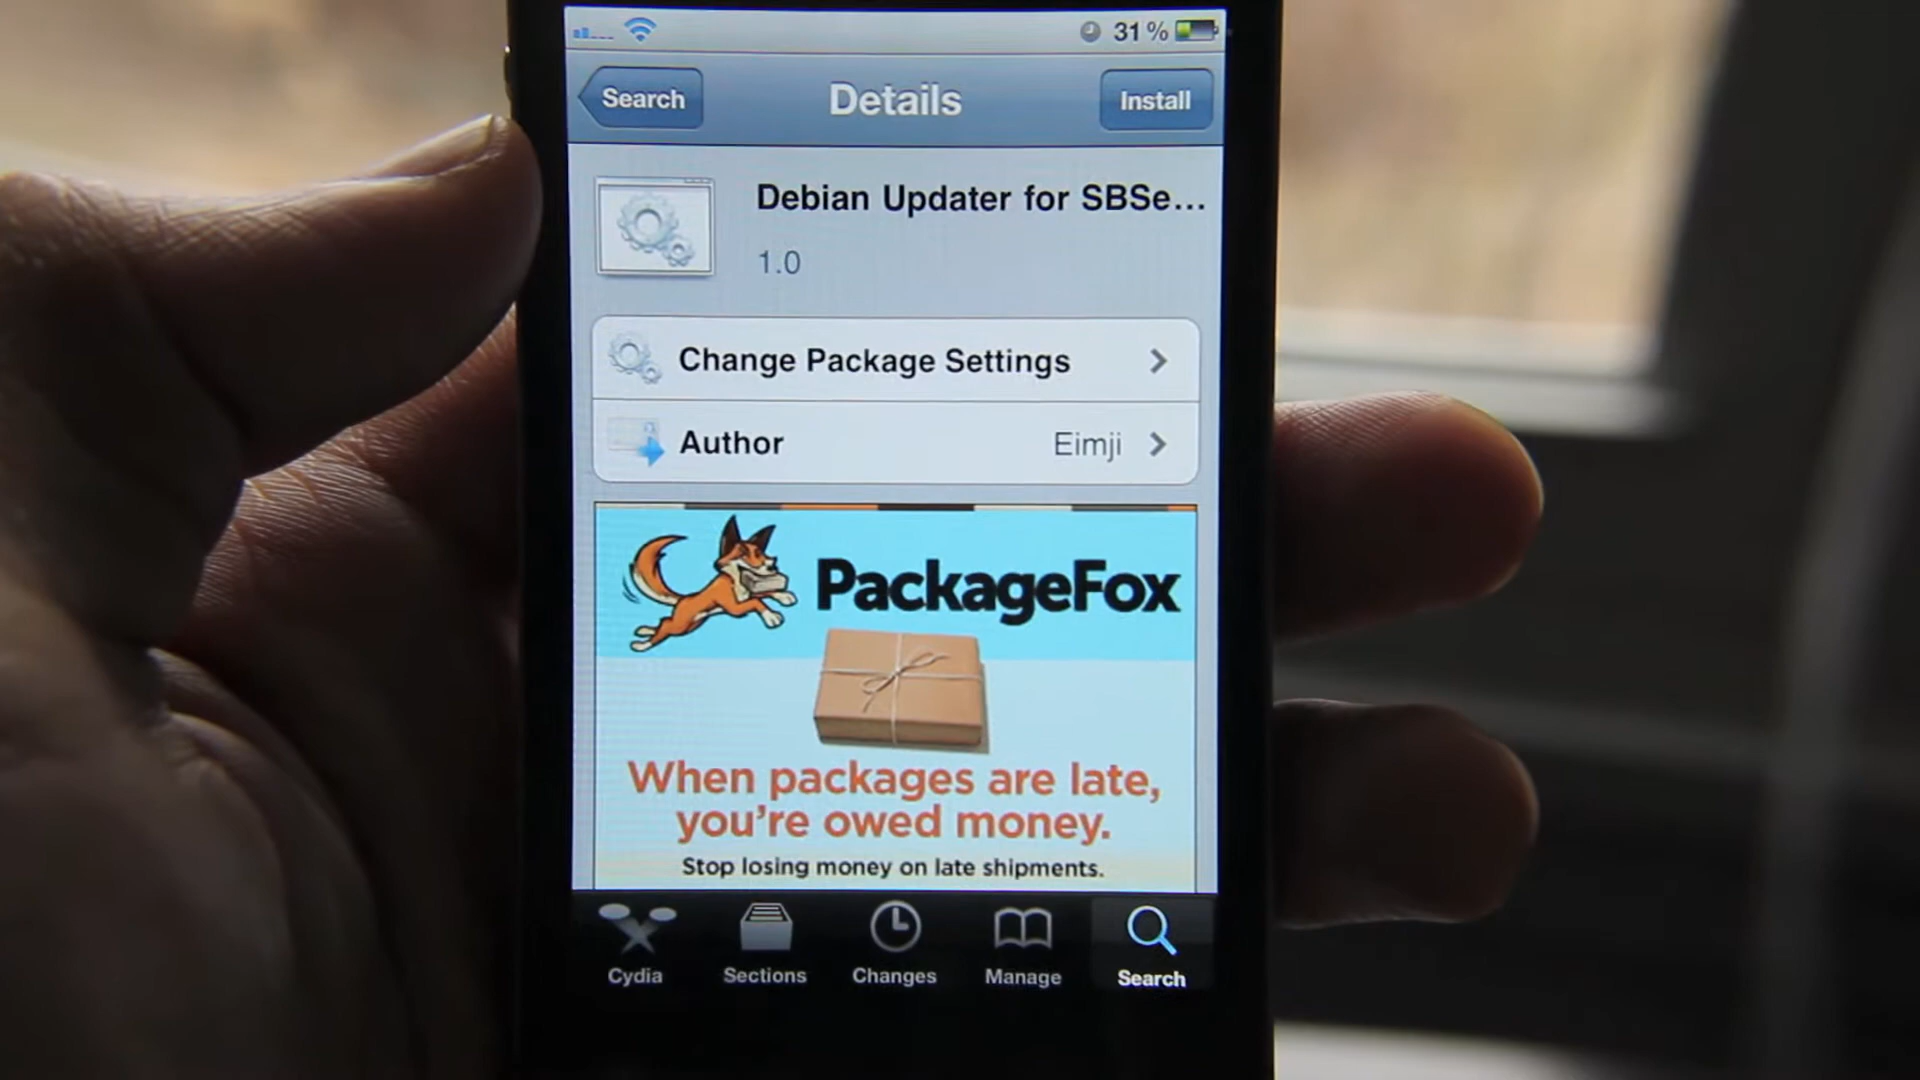 31 %
Search
Details
Install
Debian Updater for SBSe...
1.0
Change Package Settings
Author
Eimji
PackageFox
When packages are late,
you're owed money.
Stop losing money on late shipments.
Cydia
Sections
Changes
Manage
Search